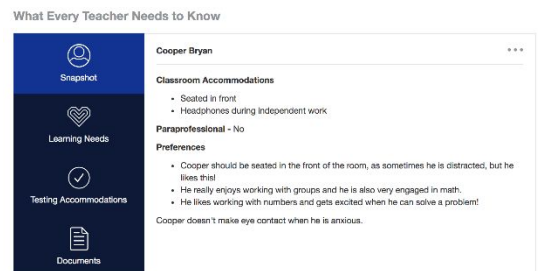 What Every Teacher Needs to Know
Snapshot
Learning Needs
Testing Accommodations
Documents
Cooper Bryan
Classroom Accommodations
• Seated in front
• Headphones during independent work
Paraprofessional - No
Preferences
• Cooper should be seated in the front of the room, as sometimes he is distracted, but he
likes this!
• He really enjoys working with groups and he is also very engaged in math.
• He likes working with numbers and gets excited when he can solve a problem!
Cooper doesn't make eye contact when he is anxious.